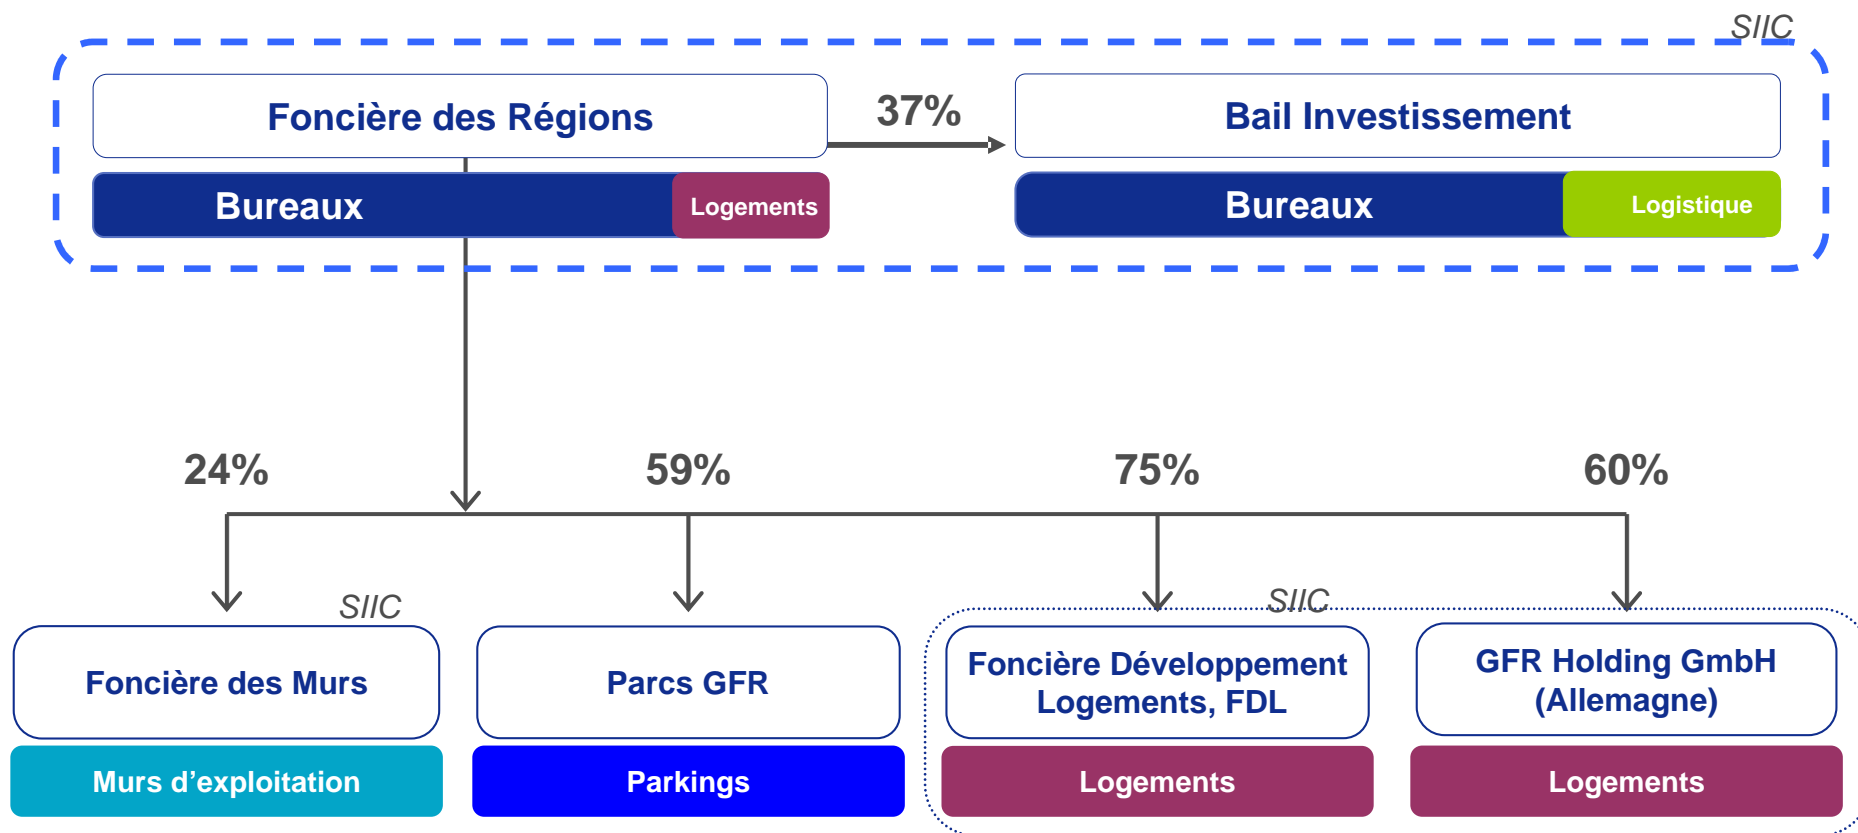 SIIC
Foncière des Régions
37%
Bail Investissement
Bureaux
Logements
Bureaux
Logistique
24%
59%
75%
60%
SIIC
SIIC
Foncière des Murs
Parcs GFR
Foncière Développement
Logements, FDL
GFR Holding GmbH
(Allemagne)
Murs d'exploitation
Parkings
Logements
Logements